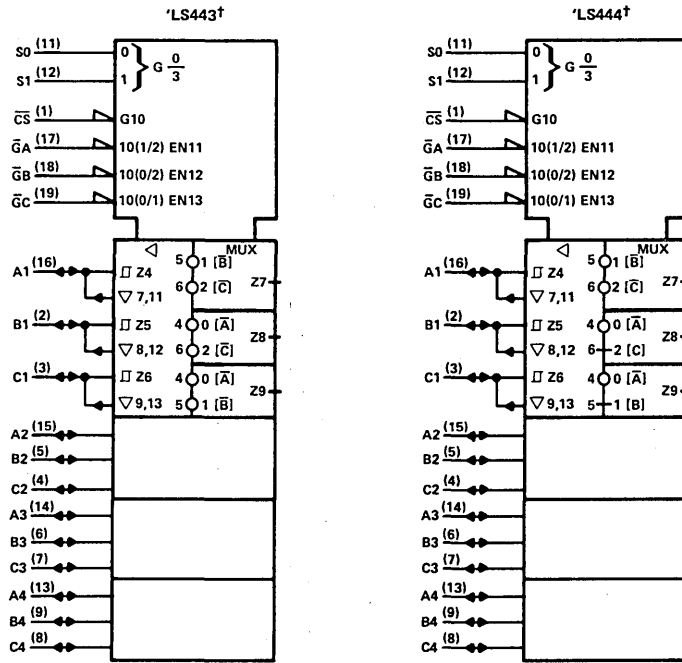 'LS443†
S0 (11) 0
S1 (12) 1
} G 0/3
C̅S̅ (1) G10
G̅A (17) 10(1/2) EN11
G̅B (18) 10(0/2) EN12
G̅C (19) 10(0/1) EN13
◁ MUX
A1 (16) Z4 5 1 [B̅] Z7
▽ 7,11 6 2 [C̅]
B1 (2) Z5 4 0 [A̅] Z8
▽ 8,12 6 2 [C̅]
C1 (3) Z6 4 0 [A̅] Z9
▽ 9,13 5 1 [B̅]
A2 (15)
B2 (5)
C2 (4)
A3 (14)
B3 (6)
C3 (7)
A4 (13)
B4 (9)
C4 (8)
'LS444†
S0 (11) 0
S1 (12) 1
} G 0/3
C̅S̅ (1) G10
G̅A (17) 10(1/2) EN11
G̅B (18) 10(0/2) EN12
G̅C (19) 10(0/1) EN13
◁ MUX
A1 (16) Z4 5 1 [B̅] Z7
▽ 7,11 6 2 [C̅]
B1 (2) Z5 4 0 [A̅] Z8
▽ 8,12 6 2 [C]
C1 (3) Z6 4 0 [A̅] Z9
▽ 9,13 5 1 [B]
A2 (15)
B2 (5)
C2 (4)
A3 (14)
B3 (6)
C3 (7)
A4 (13)
B4 (9)
C4 (8)